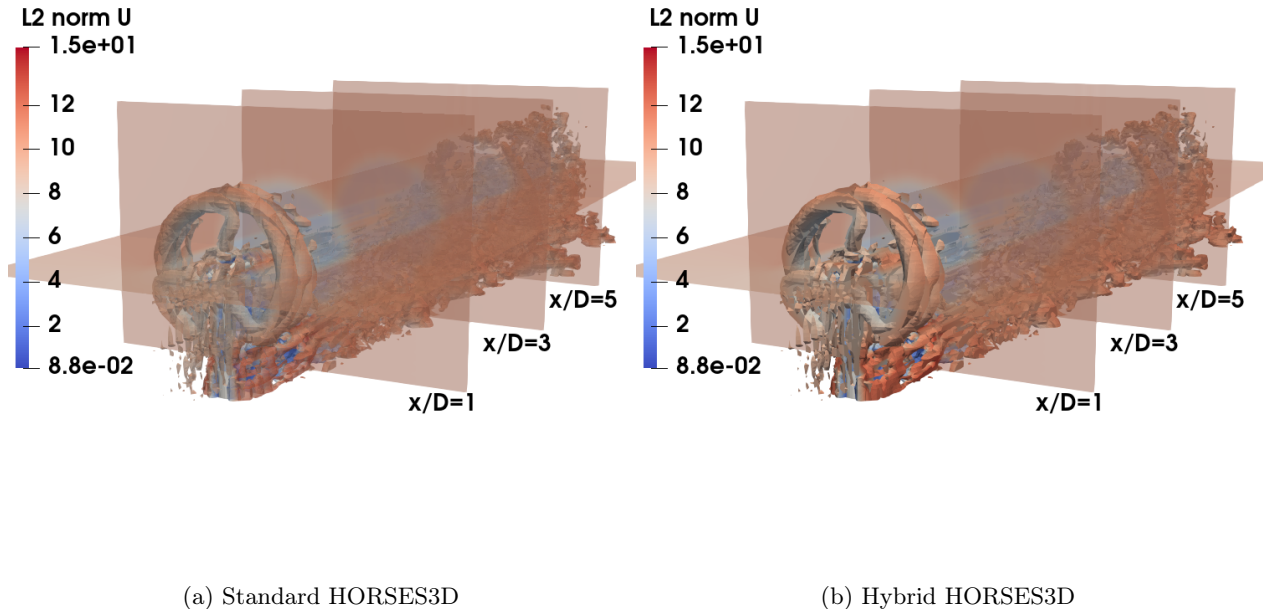 L2 norm U
1.5e+01
12
10
8
6
4
2
8.8e-02
x/D=5
x/D=3
x/D=1
(a) Standard HORSES3D
L2 norm U
1.5e+01
12
10
8
6
4
2
8.8e-02
x/D=5
x/D=3
x/D=1
(b) Hybrid HORSES3D